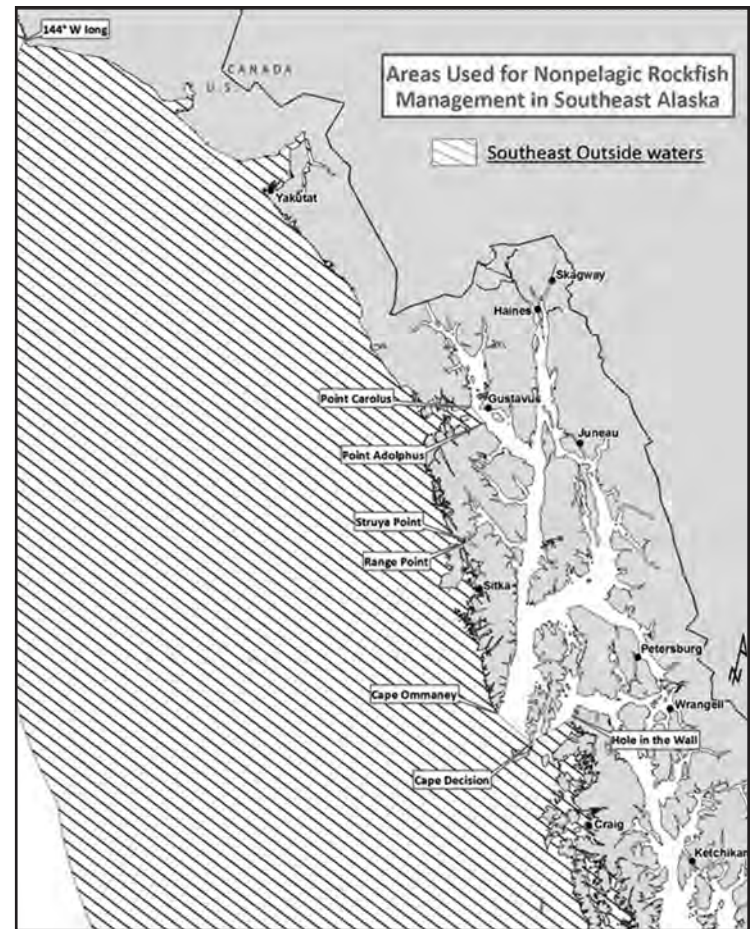 144° W long
CANADA
U.S.
Areas Used for Nonpelagic Rockfish
Management in Southeast Alaska
Southeast Outside waters
Yakutat
Skagway
Haines
Point Carolus
Gustavus
Juneau
Foint Adolphus
Struya Point
Range Point
Sitka
Petersburg
N
Cape Ommaney
Wrangell
Hole in the Wall
Cape Decision
Craig
Ketchikan